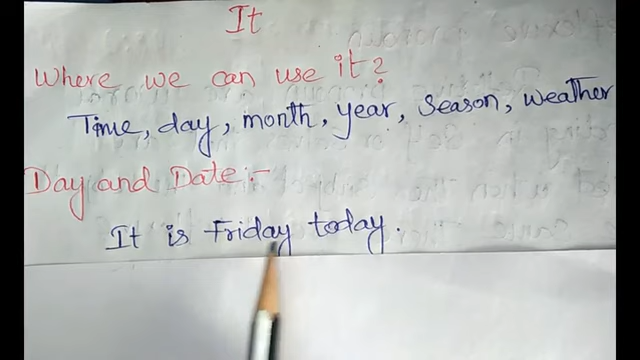 It
Where we can use it?
Time, day, month, year, season, weather
Day and Date :-
It is Friday today.